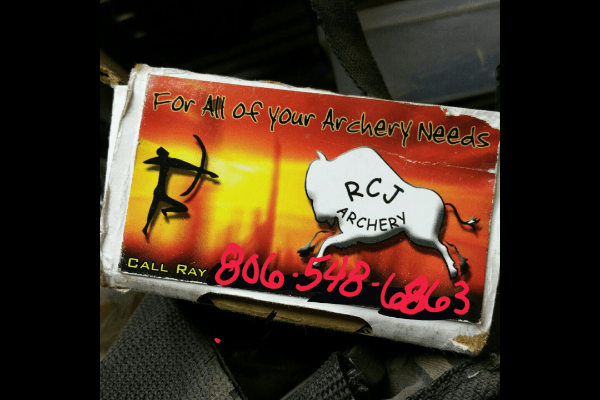 For All of your Archery Needs
RCJ
ARCHERY
CALL RAY 806-548-6863